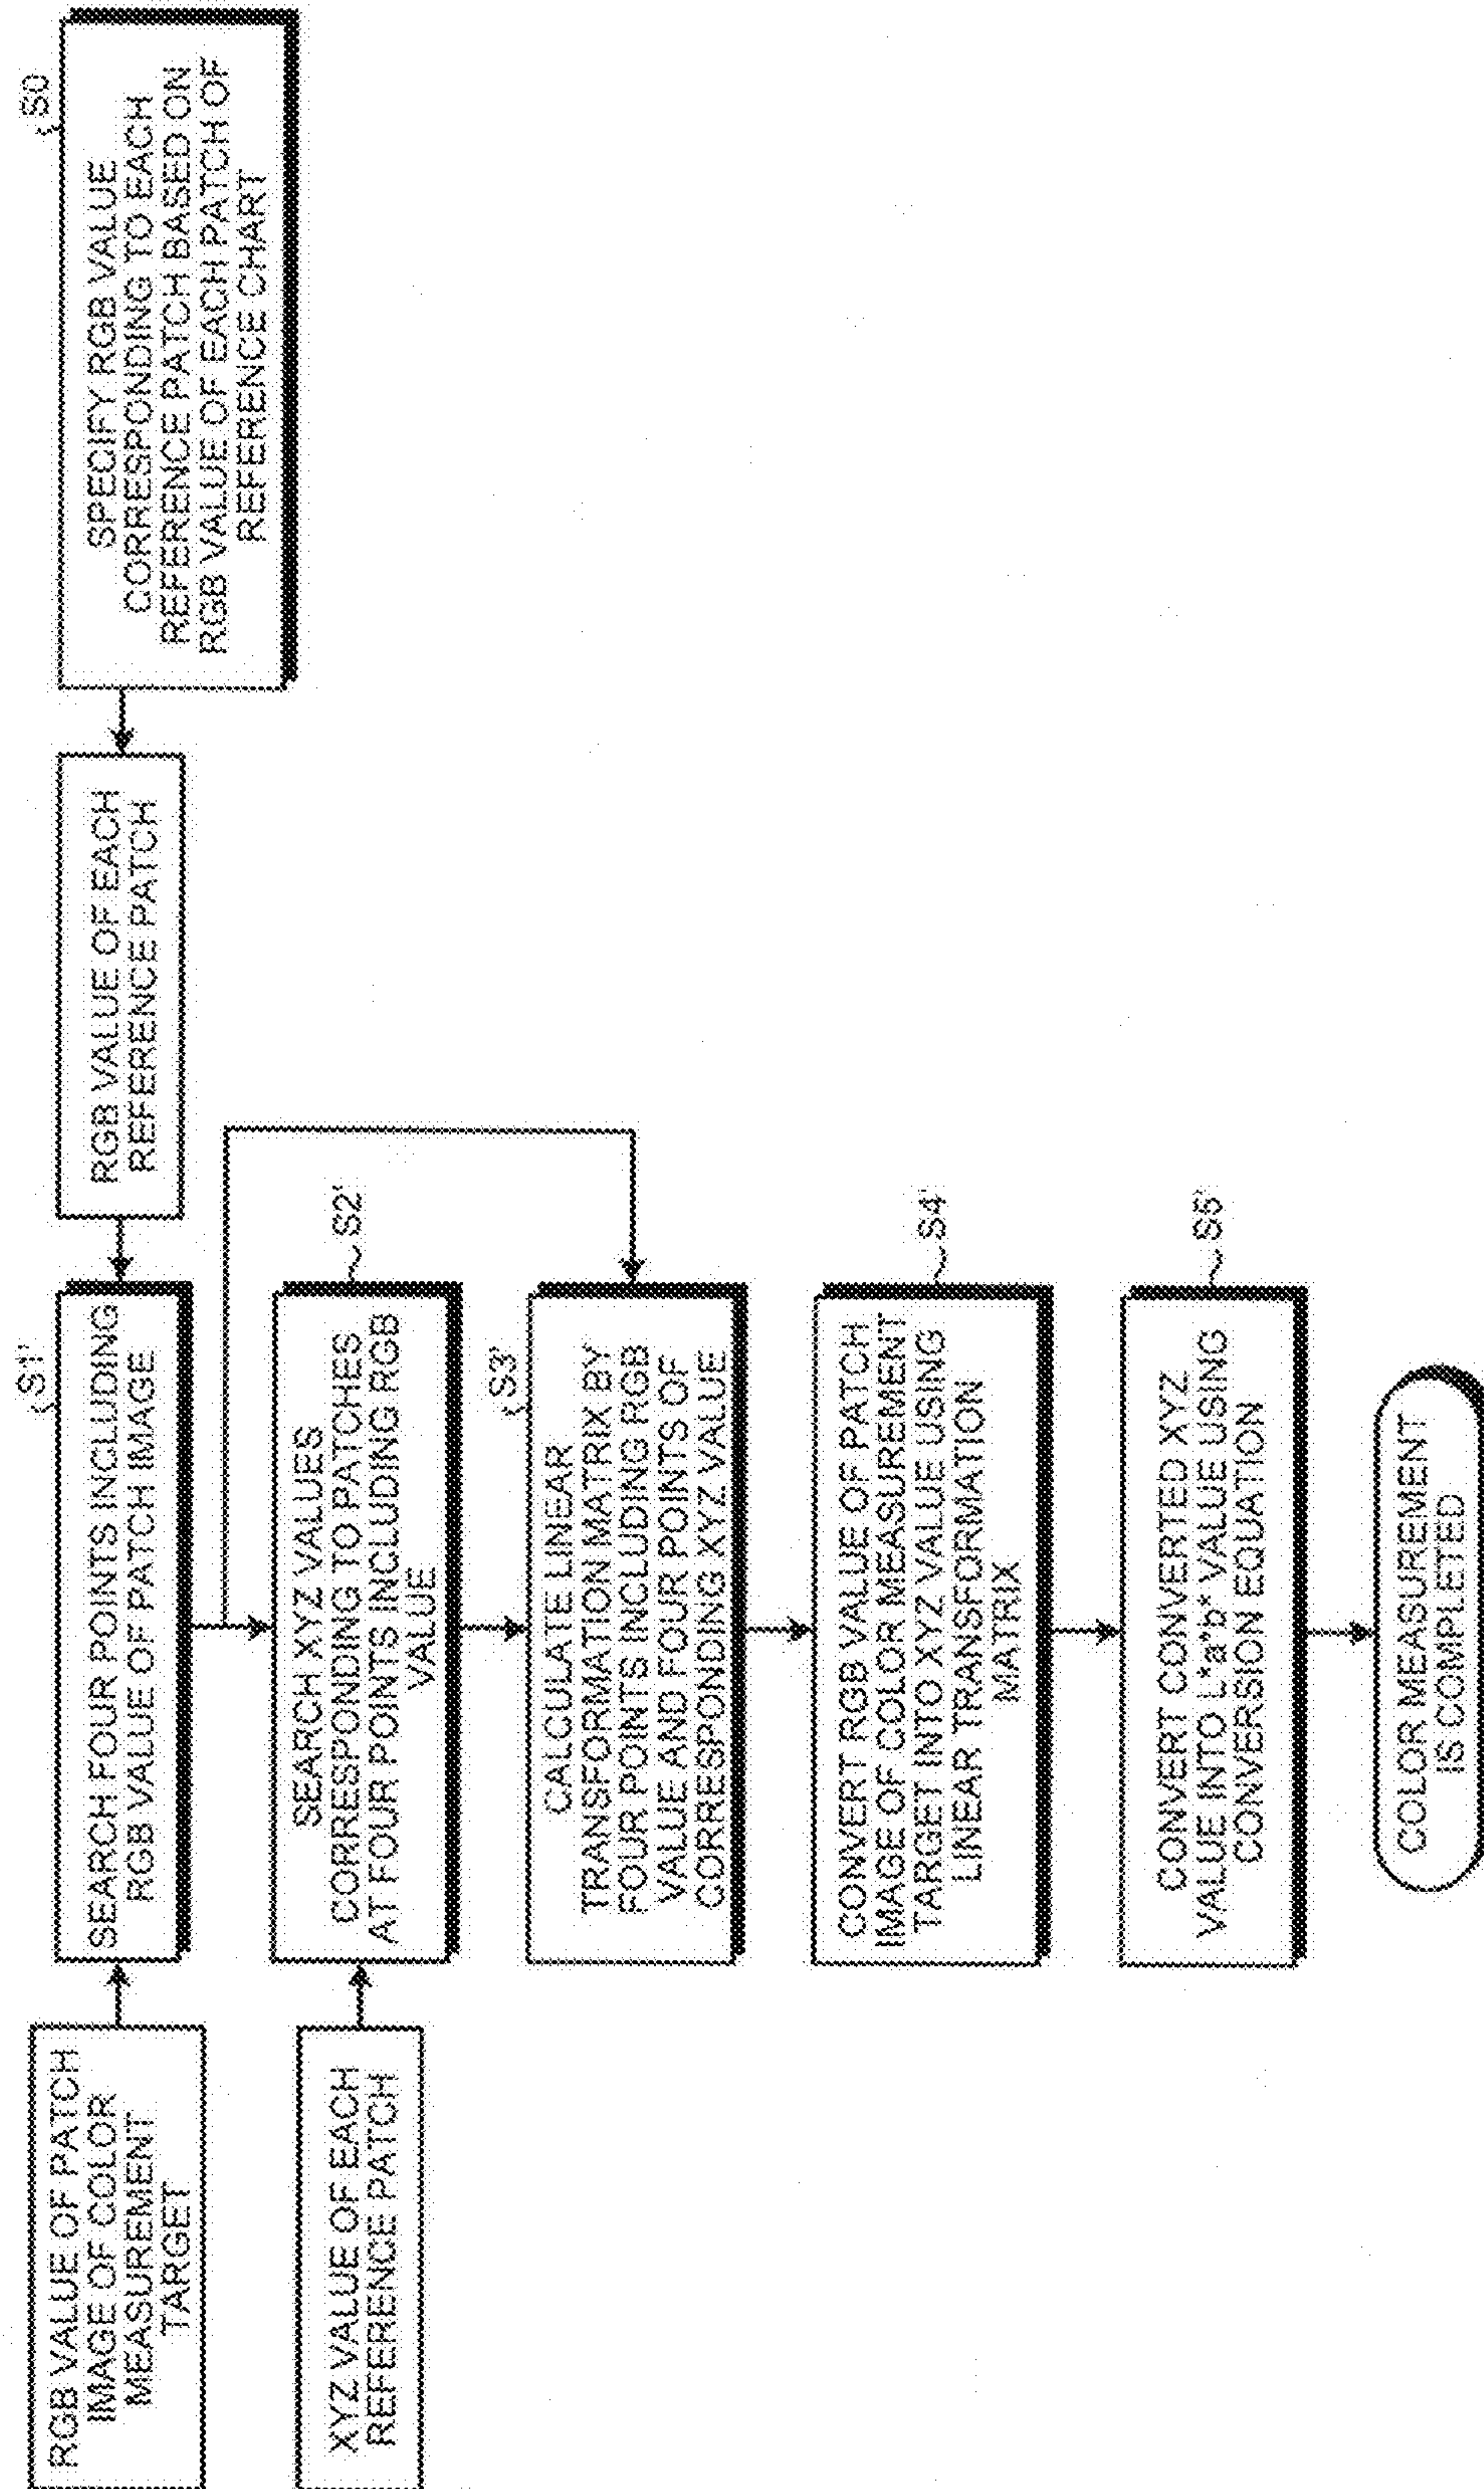 RGB VALUE OF PATCH
IMAGE OF COLOR
MEASUREMENT
TARGET
S1'
SEARCH FOUR POINTS INCLUDING
RGB VALUE OF PATCH IMAGE
RGB VALUE OF EACH
REFERENCE PATCH
S0
SPECIFY RGB VALUE
CORRESPONDING TO EACH
REFERENCE PATCH BASED ON
RGB VALUE OF EACH PATCH OF
REFERENCE CHART
XYZ VALUE OF EACH
REFERENCE PATCH
SEARCH XYZ VALUES
CORRESPONDING TO PATCHES
AT FOUR POINTS INCLUDING RGB
VALUE
S2'
S3'
CALCULATE LINEAR
TRANSFORMATION MATRIX BY
FOUR POINTS INCLUDING RGB
VALUE AND FOUR POINTS OF
CORRESPONDING XYZ VALUE
CONVERT RGB VALUE OF PATCH
IMAGE OF COLOR MEASUREMENT
TARGET INTO XYZ VALUE USING
LINEAR TRANSFORMATION
MATRIX
S4'
CONVERT CONVERTED XYZ
VALUE INTO L*a*b* VALUE USING
CONVERSION EQUATION
S5'
COLOR MEASUREMENT
IS COMPLETED